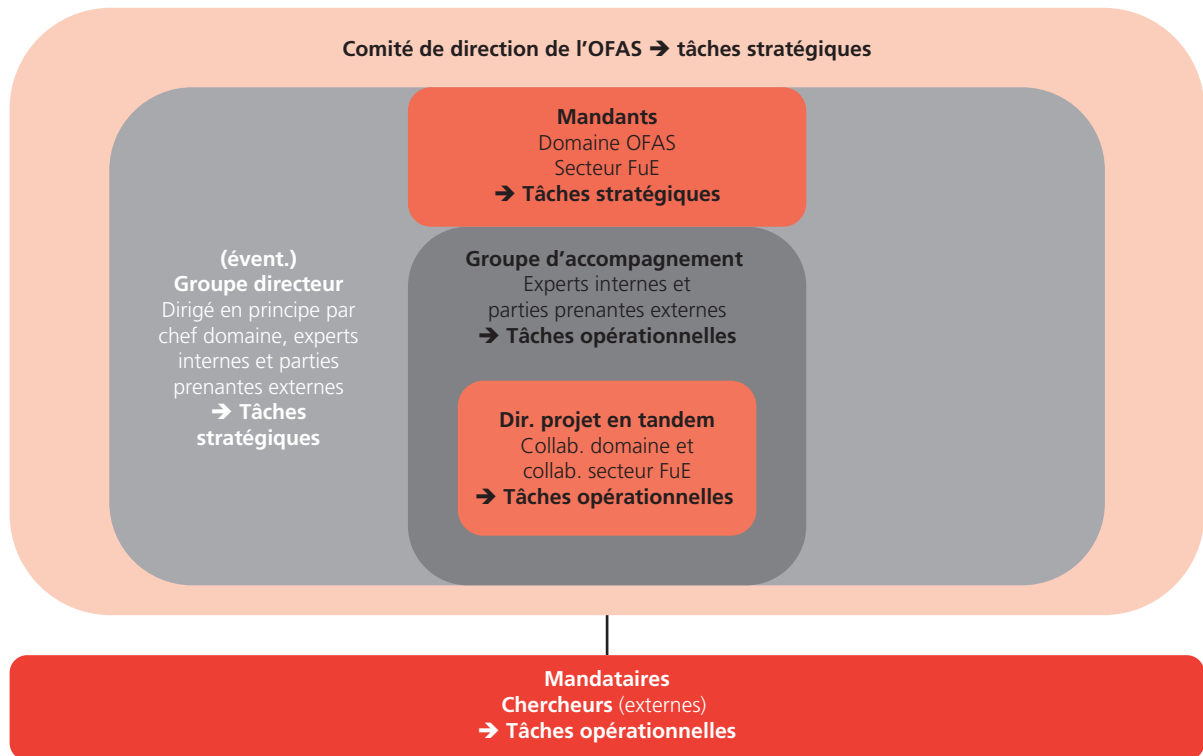 Comité de direction de l’OFAS ➔ tâches stratégiques
Mandants
Domaine OFAS
Secteur FuE
➔ Tâches stratégiques
(évent.)
Groupe directeur
Dirigé en principe par
chef domaine, experts
internes et parties
prenantes externes
➔ Tâches
stratégiques
Groupe d’accompagnement
Experts internes et
parties prenantes externes
➔ Tâches opérationnelles
Dir. projet en tandem
Collab. domaine et
collab. secteur FuE
➔ Tâches opérationnelles
Mandataires
Chercheurs (externes)
➔ Tâches opérationnelles